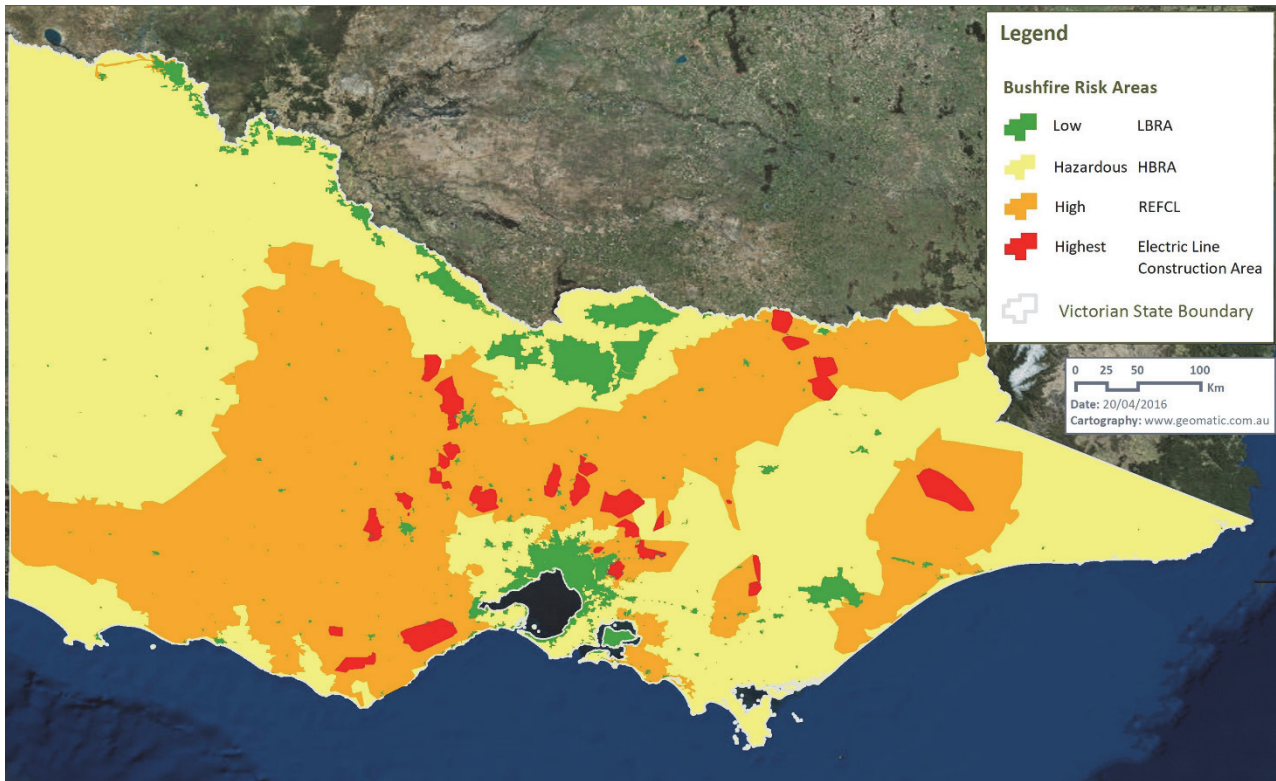 Legend
Bushfire Risk Areas
Low LBRA
Hazardous HBRA
High REFCL
Highest Electric Line
Construction Area
Victorian State Boundary
0 25 50 100
Km
Date: 20/04/2016
Cartography: www.geomatic.com.au